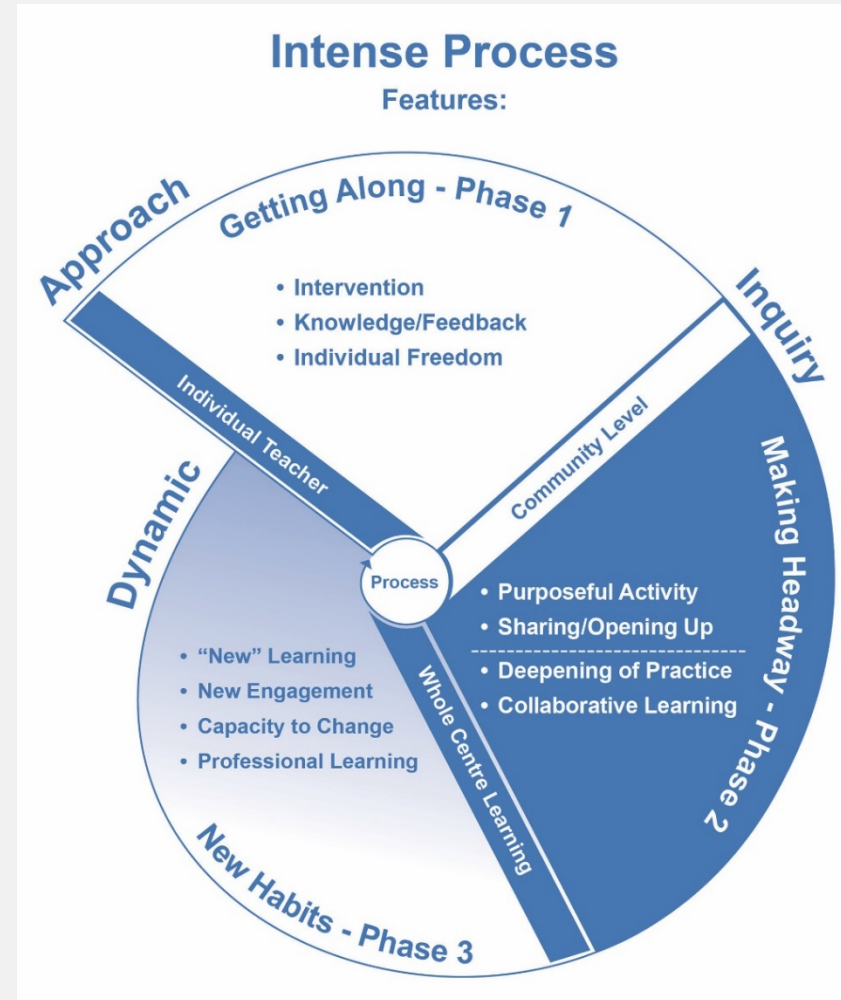 Intense Process
Features:
Approach
Getting Along - Phase 1
• Intervention
• Knowledge/Feedback
• Individual Freedom
Individual Teacher
Inquiry
Community Level
Making Headway - Phase 2
• Purposeful Activity
• Sharing/Opening Up
• Deepening of Practice
• Collaborative Learning
Process
Whole Centre Learning
Dynamic
• “New” Learning
• New Engagement
• Capacity to Change
• Professional Learning
New Habits - Phase 3